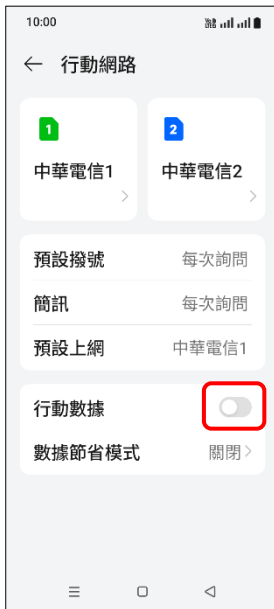 10:00
← 行動網路
1
2
中華電信1
中華電信2
預設撥號 每次詢問
簡訊 每次詢問
預設上網 中華電信1
行動數據
數據節省模式 關閉